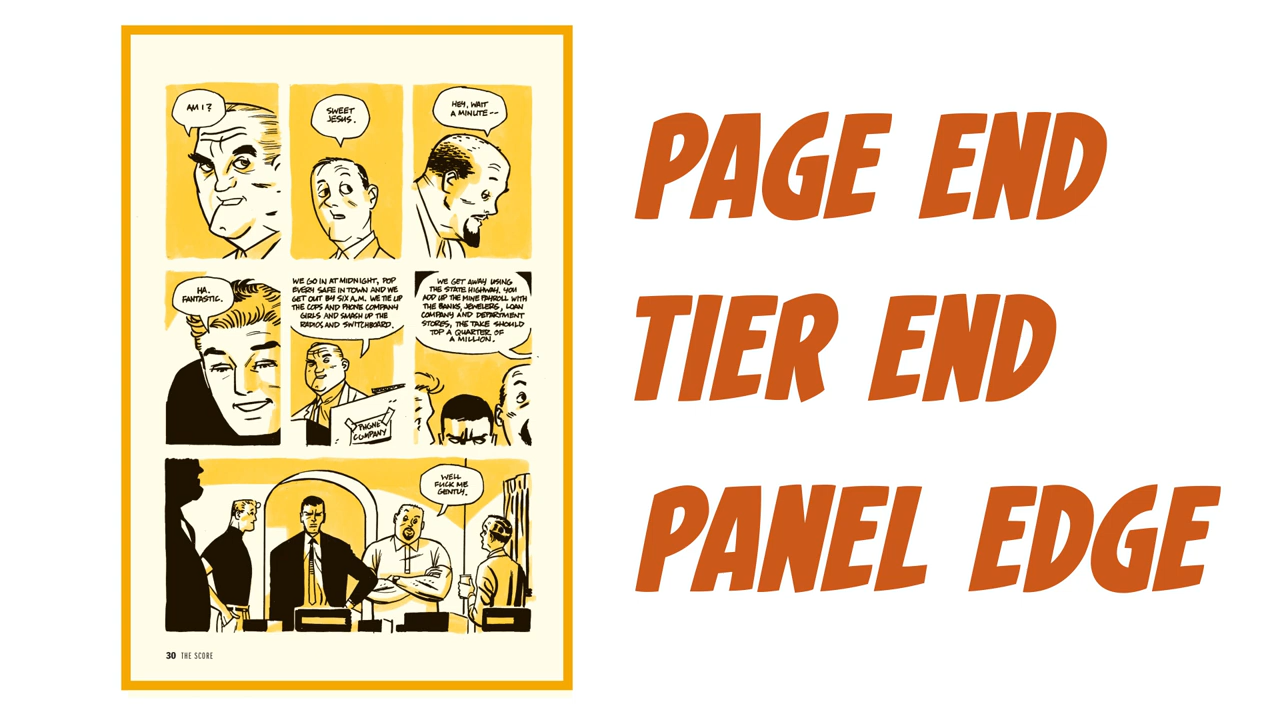 AM I?
SWEET
JESUS.
HEY, WAIT
A MINUTE--
HA.
FANTASTIC.
WE GO IN AT MIDNIGHT, POP
EVERY SAFE IN TOWN AND WE
GET OUT BY SIX A.M. WE TIE UP
THE COPS AND PHONE COMPANY
GIRLS AND SMASH UP THE
RADIOS AND SWITCHBOARD.
WE GET AWAY USING
THE STATE HIGHWAY. YOU
ADD UP THE MINE PAYROLL WITH
THE BANKS, JEWELERS, LOAN
COMPANY AND DEPARTMENT
STORES, THE TAKE SHOULD
TOP A QUARTER OF
A MILLION.
PHONE
COMPANY
WELL
FUCK ME
GENTLY.
30 THE SCORE
PAGE END
TIER END
PANEL EDGE